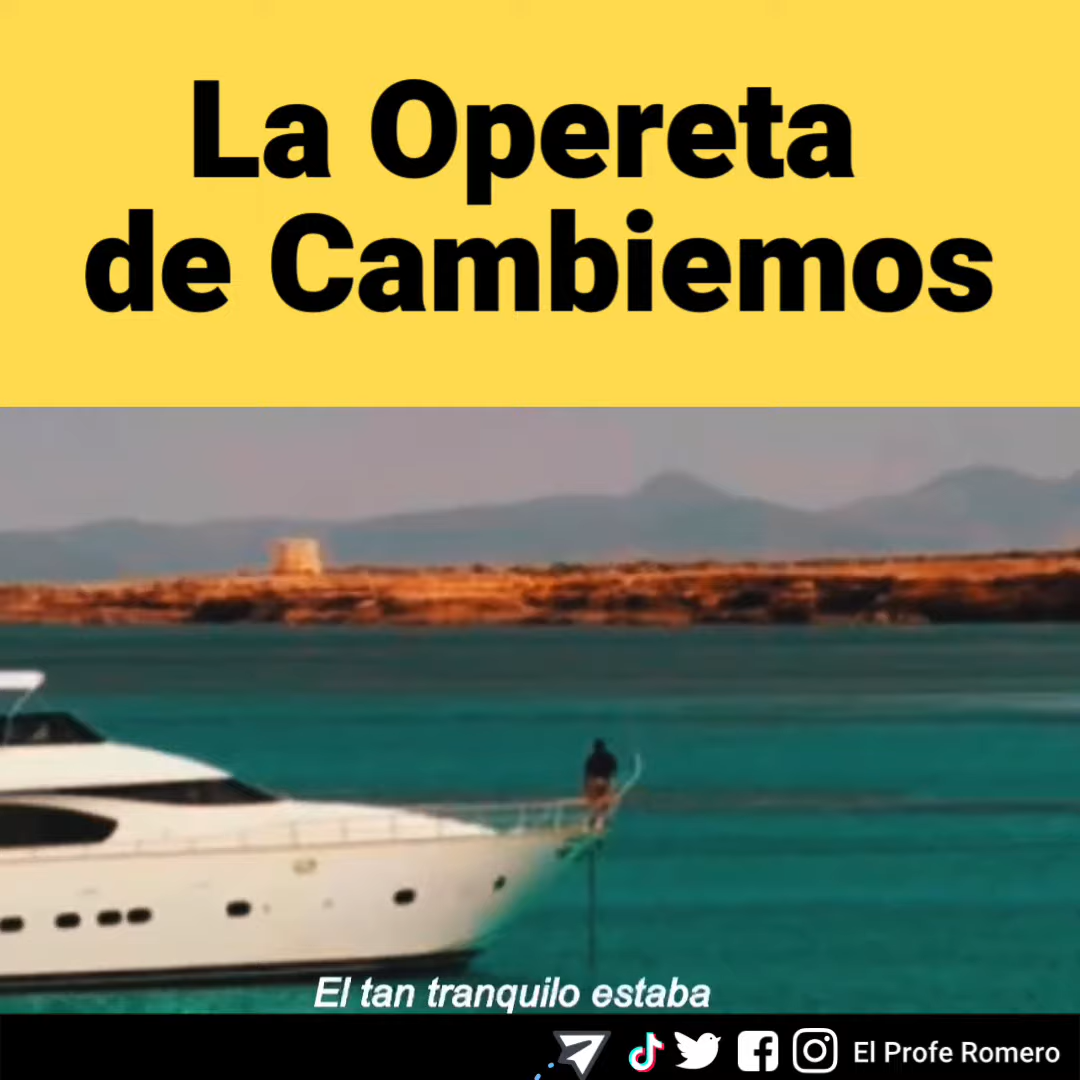 La Opereta
de Cambiemos
El tan tranquilo estaba
El Profe Romero